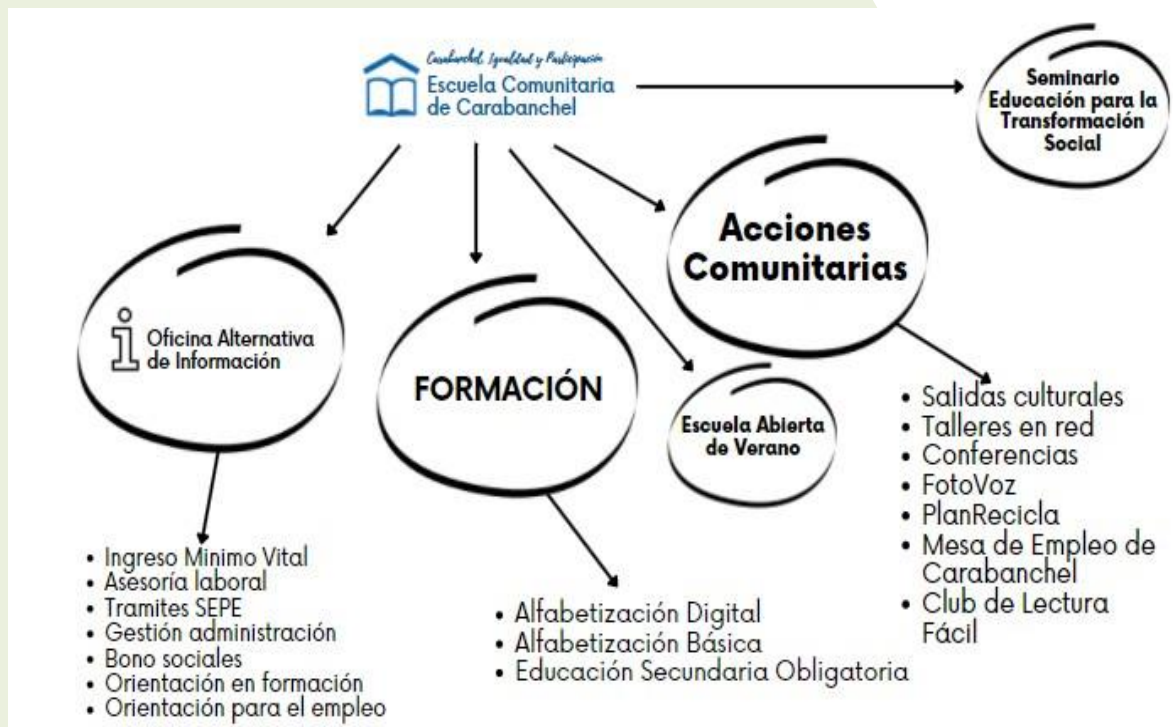 Carabanchel, Igualdad y Participación
Escuela Comunitaria
de Carabanchel
Seminario
Educación para la
Transformación
Social
Acciones
Comunitarias
Oficina Alternativa
de Información
FORMACIÓN
Escuela Abierta
de Verano
• Salidas culturales
• Talleres en red
• Conferencias
• FotoVoz
• PlanRecicla
• Mesa de Empleo de
Carabanchel
• Club de Lectura
Fácil
• Ingreso Minimo Vital
• Asesoría laboral
• Tramites SEPE
• Gestión administración
• Bono sociales
• Orientación en formación
• Orientación para el empleo
• Alfabetización Digital
• Alfabetización Básica
• Educación Secundaria Obligatoria